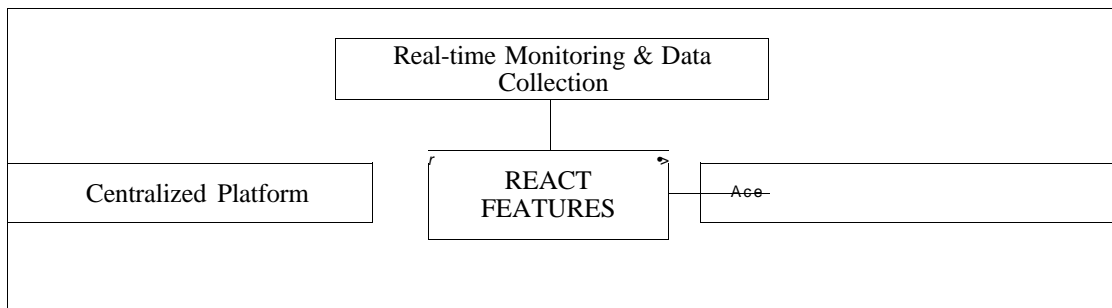 Real-time Monitoring & Data
Collection
Centralized Platform
REACT
FEATURES
Ace